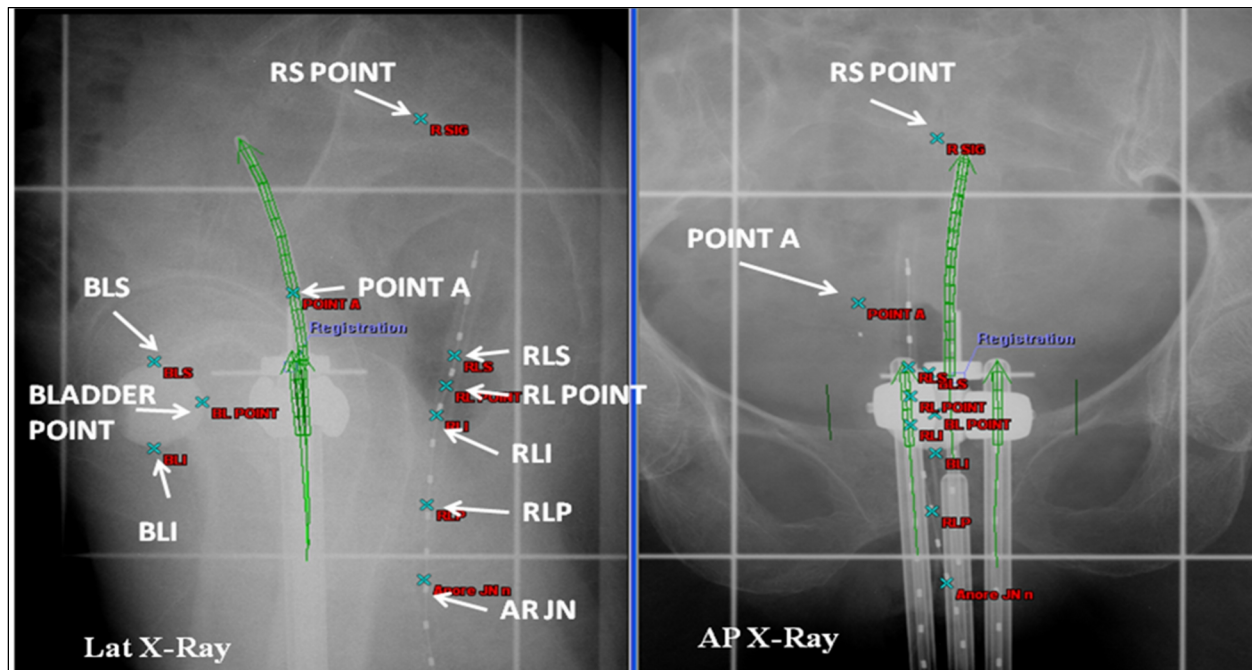 RS POINT
R SIG
POINT A
POINT A
Registration
BLS
BLS
RLS
RLS
BLADDER
POINT
BL POINT
RL POINT
RL POINT
RLI
RLI
BLI
BLI
RLP
RLP
Anore JN n
AR JN
Lat X-Ray
RS POINT
R SIG
POINT A
POINT A
Registration
RLS
BLS
RL POINT
BL POINT
RLI
BLI
RLP
Anore JN n
AP X-Ray